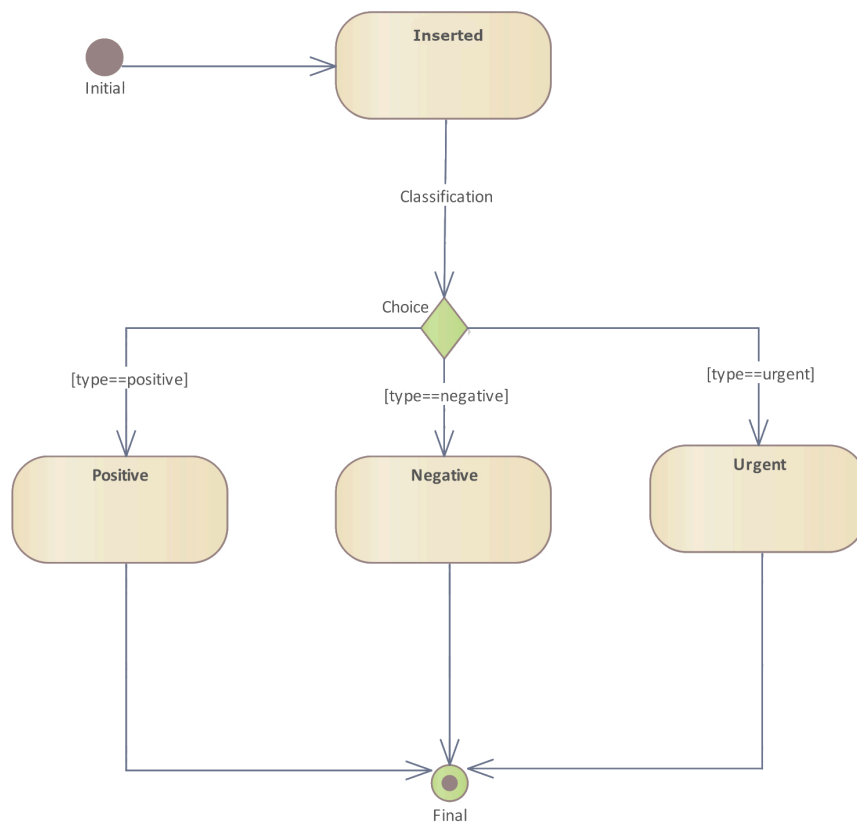 Inserted
Initial
Classification
Choice
[type==positive]
[type==negative]
[type==urgent]
Positive
Negative
Urgent
Final